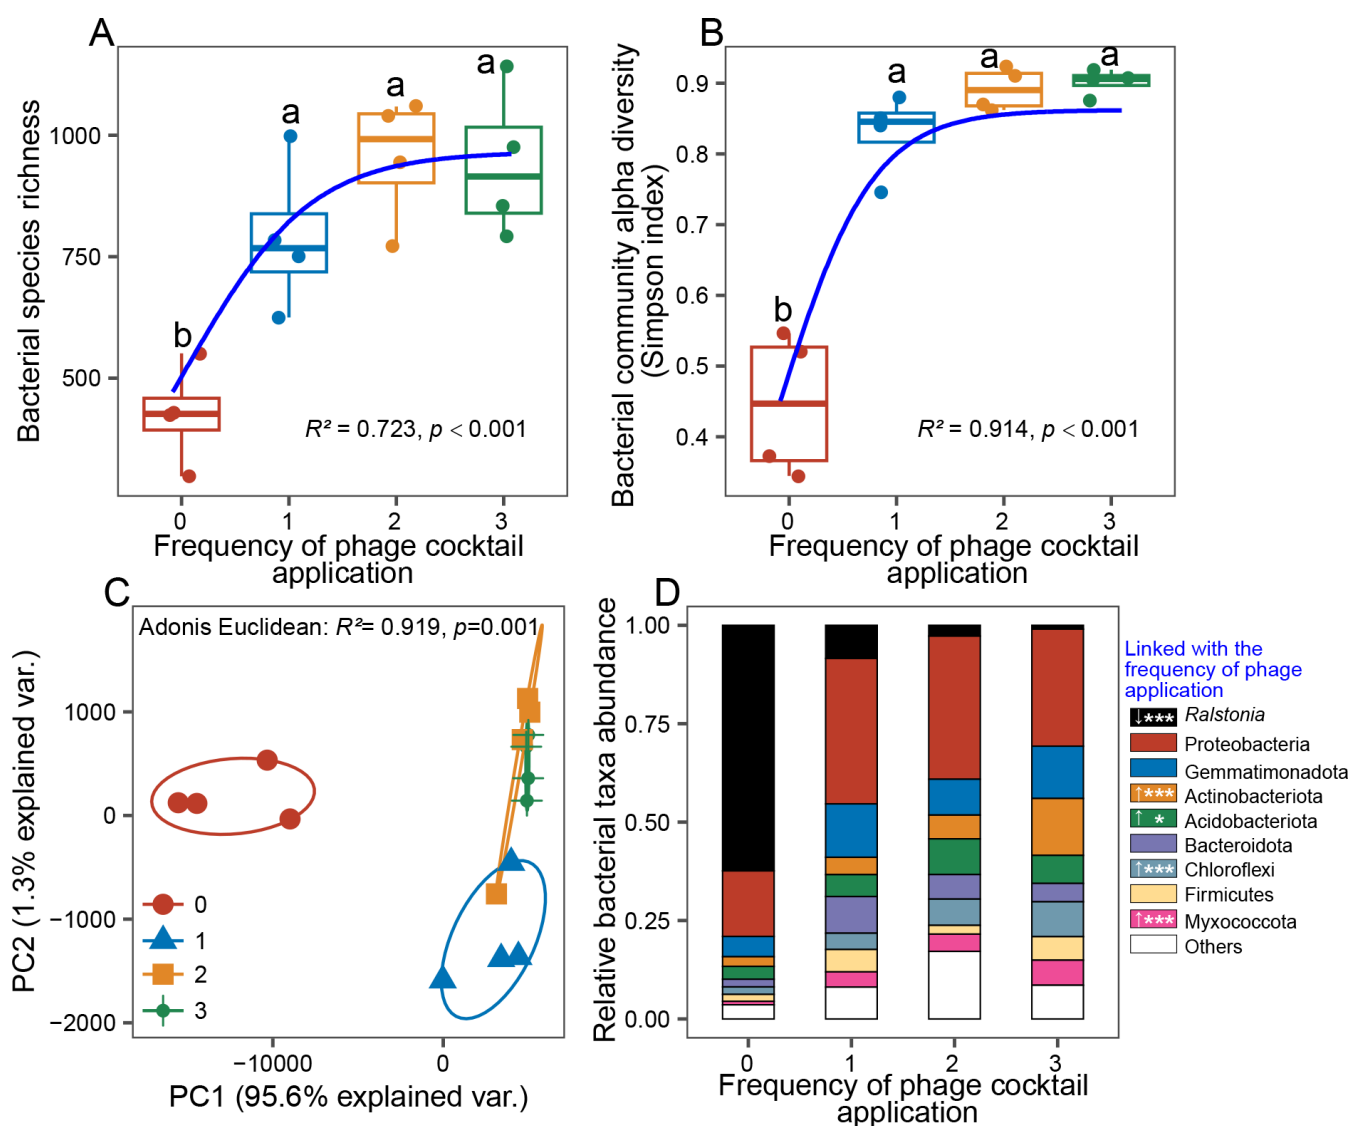 A
Bacterial species richness
1000
750
500
b
a
a
a
R² = 0.723, p < 0.001
0 1 2 3
Frequency of phage cocktail
application
B
Bacterial community alpha diversity
(Simpson index)
0.9
0.8
0.7
0.6
0.5
0.4
b
a
a
a
R² = 0.914, p < 0.001
0 1 2 3
Frequency of phage cocktail
application
C
Adonis Euclidean: R²= 0.919, p=0.001
PC2 (1.3% explained var.)
1000
0
−1000
−2000
0
1
2
3
−10000 0
PC1 (95.6% explained var.)
D
Relative bacterial taxa abundance
1.00
0.75
0.50
0.25
0.00
0 1 2 3
Frequency of phage cocktail
application
Linked with the
frequency of phage
application
↓*** Ralstonia
Proteobacteria
Gemmatimonadota
↑*** Actinobacteriota
↑ * Acidobacteriota
Bacteroidota
↑*** Chloroflexi
Firmicutes
↑*** Myxococcota
Others